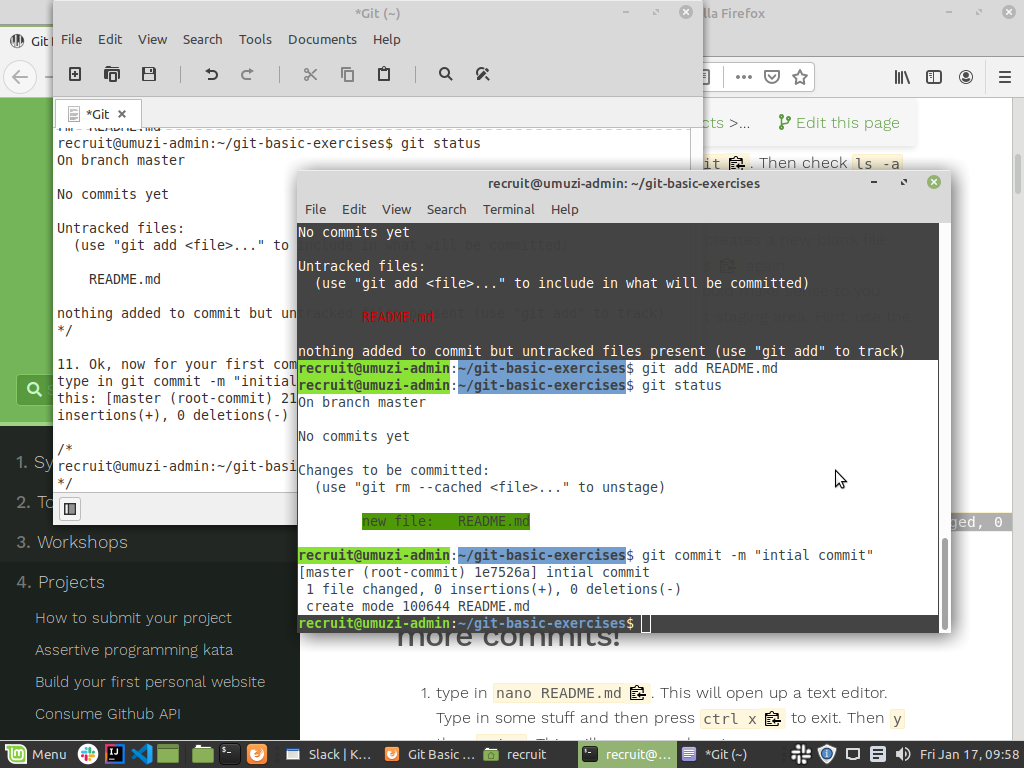 *Git (~)
lla Firefox
File Edit View Search Tools Documents Help
Git
*Git
recruit@umuzi-admin:~/git-basic-exercises$ git status
On branch master
No commits yet
Untracked files:
(use "git add <file>..." to
README.md
nothing added to commit but un
*/
11. Ok, now for your first com
type in git commit -m "initial
this: [master (root-commit) 21
insertions(+), 0 deletions(-)
/*
recruit@umuzi-admin:~/git-basi
*/
cts >... Edit this page
it . Then check ls -a
recruit@umuzi-admin: ~/git-basic-exercises
File Edit View Search Terminal Help
No commits yet
Untracked files:
(use "git add <file>..." to include in what will be committed)
README.md
nothing added to commit but untracked files present (use "git add" to track)
recruit@umuzi-admin:~/git-basic-exercises$ git add README.md
recruit@umuzi-admin:~/git-basic-exercises$ git status
On branch master
No commits yet
Changes to be committed:
(use "git rm --cached <file>..." to unstage)
new file: README.md
recruit@umuzi-admin:~/git-basic-exercises$ git commit -m "intial commit"
[master (root-commit) 1e7526a] intial commit
1 file changed, 0 insertions(+), 0 deletions(-)
create mode 100644 README.md
recruit@umuzi-admin:~/git-basic-exercises$
ged, 0
1. Sy
2. To
3. Workshops
4. Projects
How to submit your project
Assertive programming kata
Build your first personal website
Consume Github API
more commits!
1. type in nano README.md . This will open up a text editor.
Type in some stuff and then press ctrl x to exit. Then y
Menu Slack | K... Git Basic ... recruit recruit@... *Git (~) Fri Jan 17, 09:58